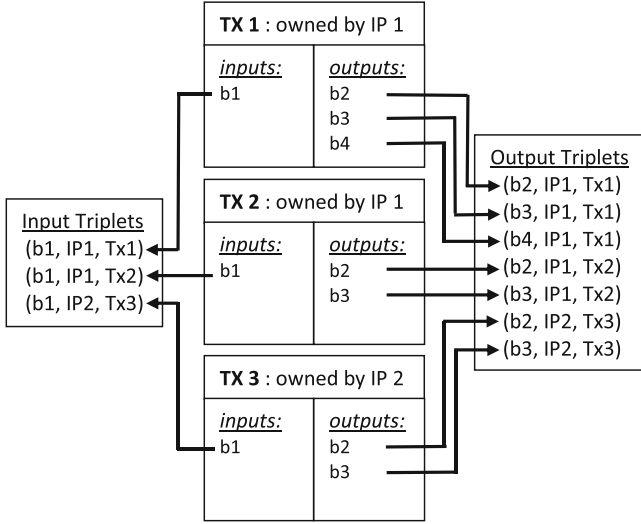 TX 1 : owned by IP 1
inputs:
b1
outputs:
b2
b3
b4
TX 2 : owned by IP 1
inputs:
b1
outputs:
b2
b3
TX 3 : owned by IP 2
inputs:
b1
outputs:
b2
b3
Input Triplets
(b1, IP1, Tx1)
(b1, IP1, Tx2)
(b1, IP2, Tx3)
Output Triplets
(b2, IP1, Tx1)
(b3, IP1, Tx1)
(b4, IP1, Tx1)
(b2, IP1, Tx2)
(b3, IP1, Tx2)
(b2, IP2, Tx3)
(b3, IP2, Tx3)